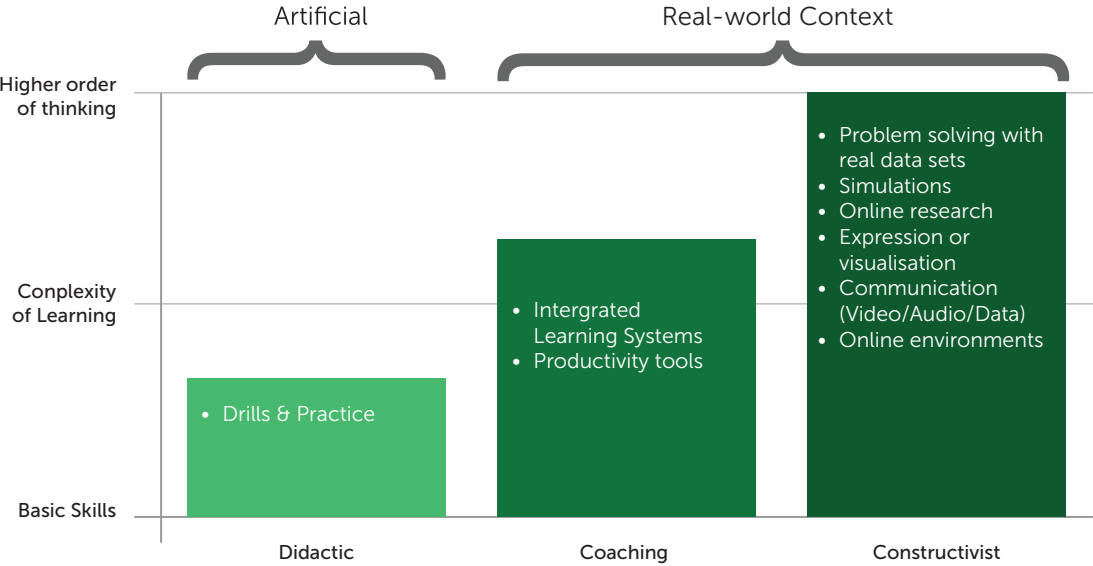 Artificial
Real-world Context
Higher order
of thinking
• Problem solving with
real data sets
• Simulations
• Online research
• Expression or
visualisation
• Communication
(Video/Audio/Data)
• Online environments
Conplexity
of Learning
• Intergrated
Learning Systems
• Productivity tools
• Drills & Practice
Basic Skills
Didactic
Coaching
Constructivist